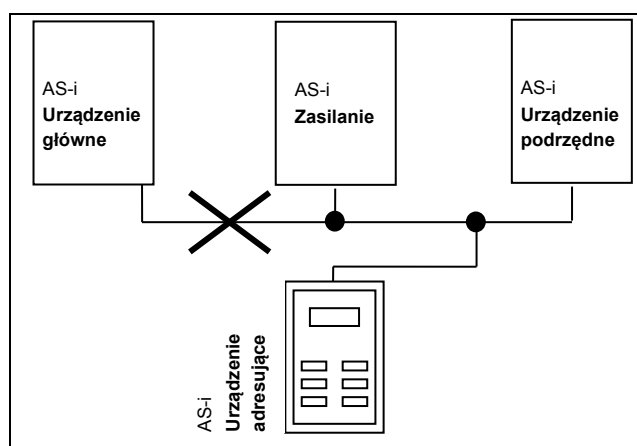 AS-i
Urządzenie
główne
AS-i
Zasilanie
AS-i
Urządzenie
podrzędne
AS-i
Urządzenie
adresujące